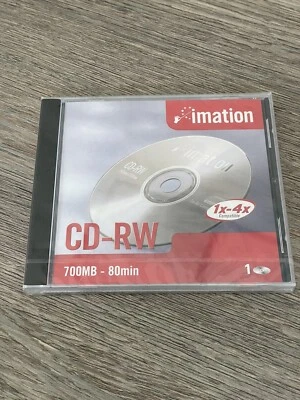 imation
CD-RW
1x-4x
Compatible
700MB - 80min
1